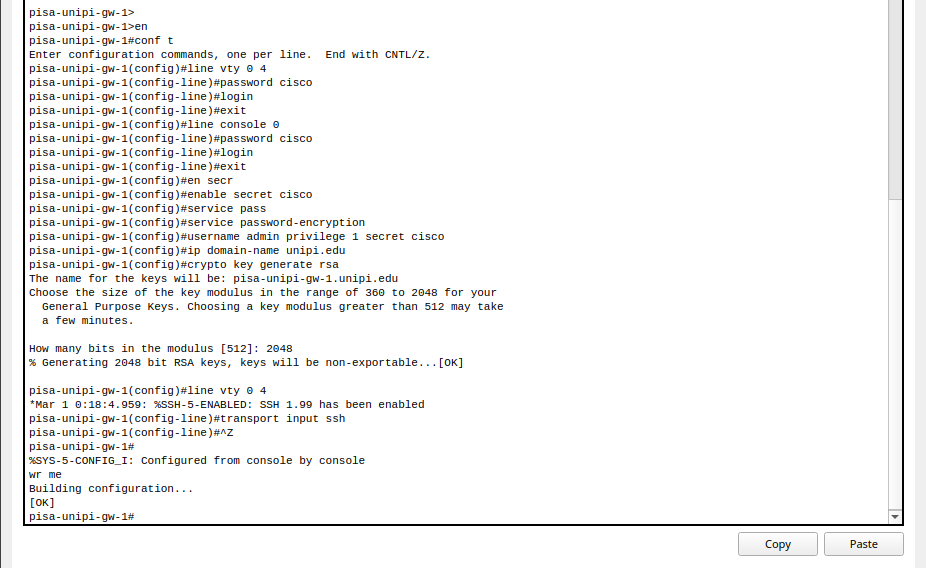 pisa-unipi-gw-1>
pisa-unipi-gw-1>en
pisa-unipi-gw-1#conf t
Enter configuration commands, one per line.  End with CNTL/Z.
pisa-unipi-gw-1(config)#line vty 0 4
pisa-unipi-gw-1(config-line)#password cisco
pisa-unipi-gw-1(config-line)#login
pisa-unipi-gw-1(config-line)#exit
pisa-unipi-gw-1(config)#line console 0
pisa-unipi-gw-1(config-line)#password cisco
pisa-unipi-gw-1(config-line)#login
pisa-unipi-gw-1(config-line)#exit
pisa-unipi-gw-1(config)#en secr
pisa-unipi-gw-1(config)#enable secret cisco
pisa-unipi-gw-1(config)#service pass
pisa-unipi-gw-1(config)#service password-encryption
pisa-unipi-gw-1(config)#username admin privilege 1 secret cisco
pisa-unipi-gw-1(config)#ip domain-name unipi.edu
pisa-unipi-gw-1(config)#crypto key generate rsa
The name for the keys will be: pisa-unipi-gw-1.unipi.edu
Choose the size of the key modulus in the range of 360 to 2048 for your
  General Purpose Keys. Choosing a key modulus greater than 512 may take
  a few minutes.

How many bits in the modulus [512]: 2048
% Generating 2048 bit RSA keys, keys will be non-exportable...[OK]

pisa-unipi-gw-1(config)#line vty 0 4
*Mar 1 0:18:4.959: %SSH-5-ENABLED: SSH 1.99 has been enabled
pisa-unipi-gw-1(config-line)#transport input ssh
pisa-unipi-gw-1(config-line)#^Z
pisa-unipi-gw-1#
%SYS-5-CONFIG_I: Configured from console by console
wr me
Building configuration...
[OK]
pisa-unipi-gw-1#
Copy
Paste